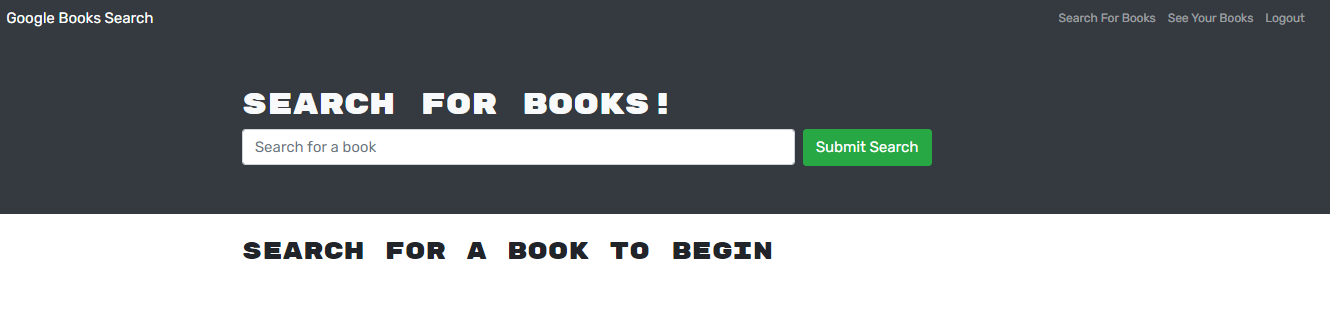 Google Books Search
Search For Books See Your Books Logout
SEARCH FOR BOOKS!
Search for a book
Submit Search
SEARCH FOR A BOOK TO BEGIN